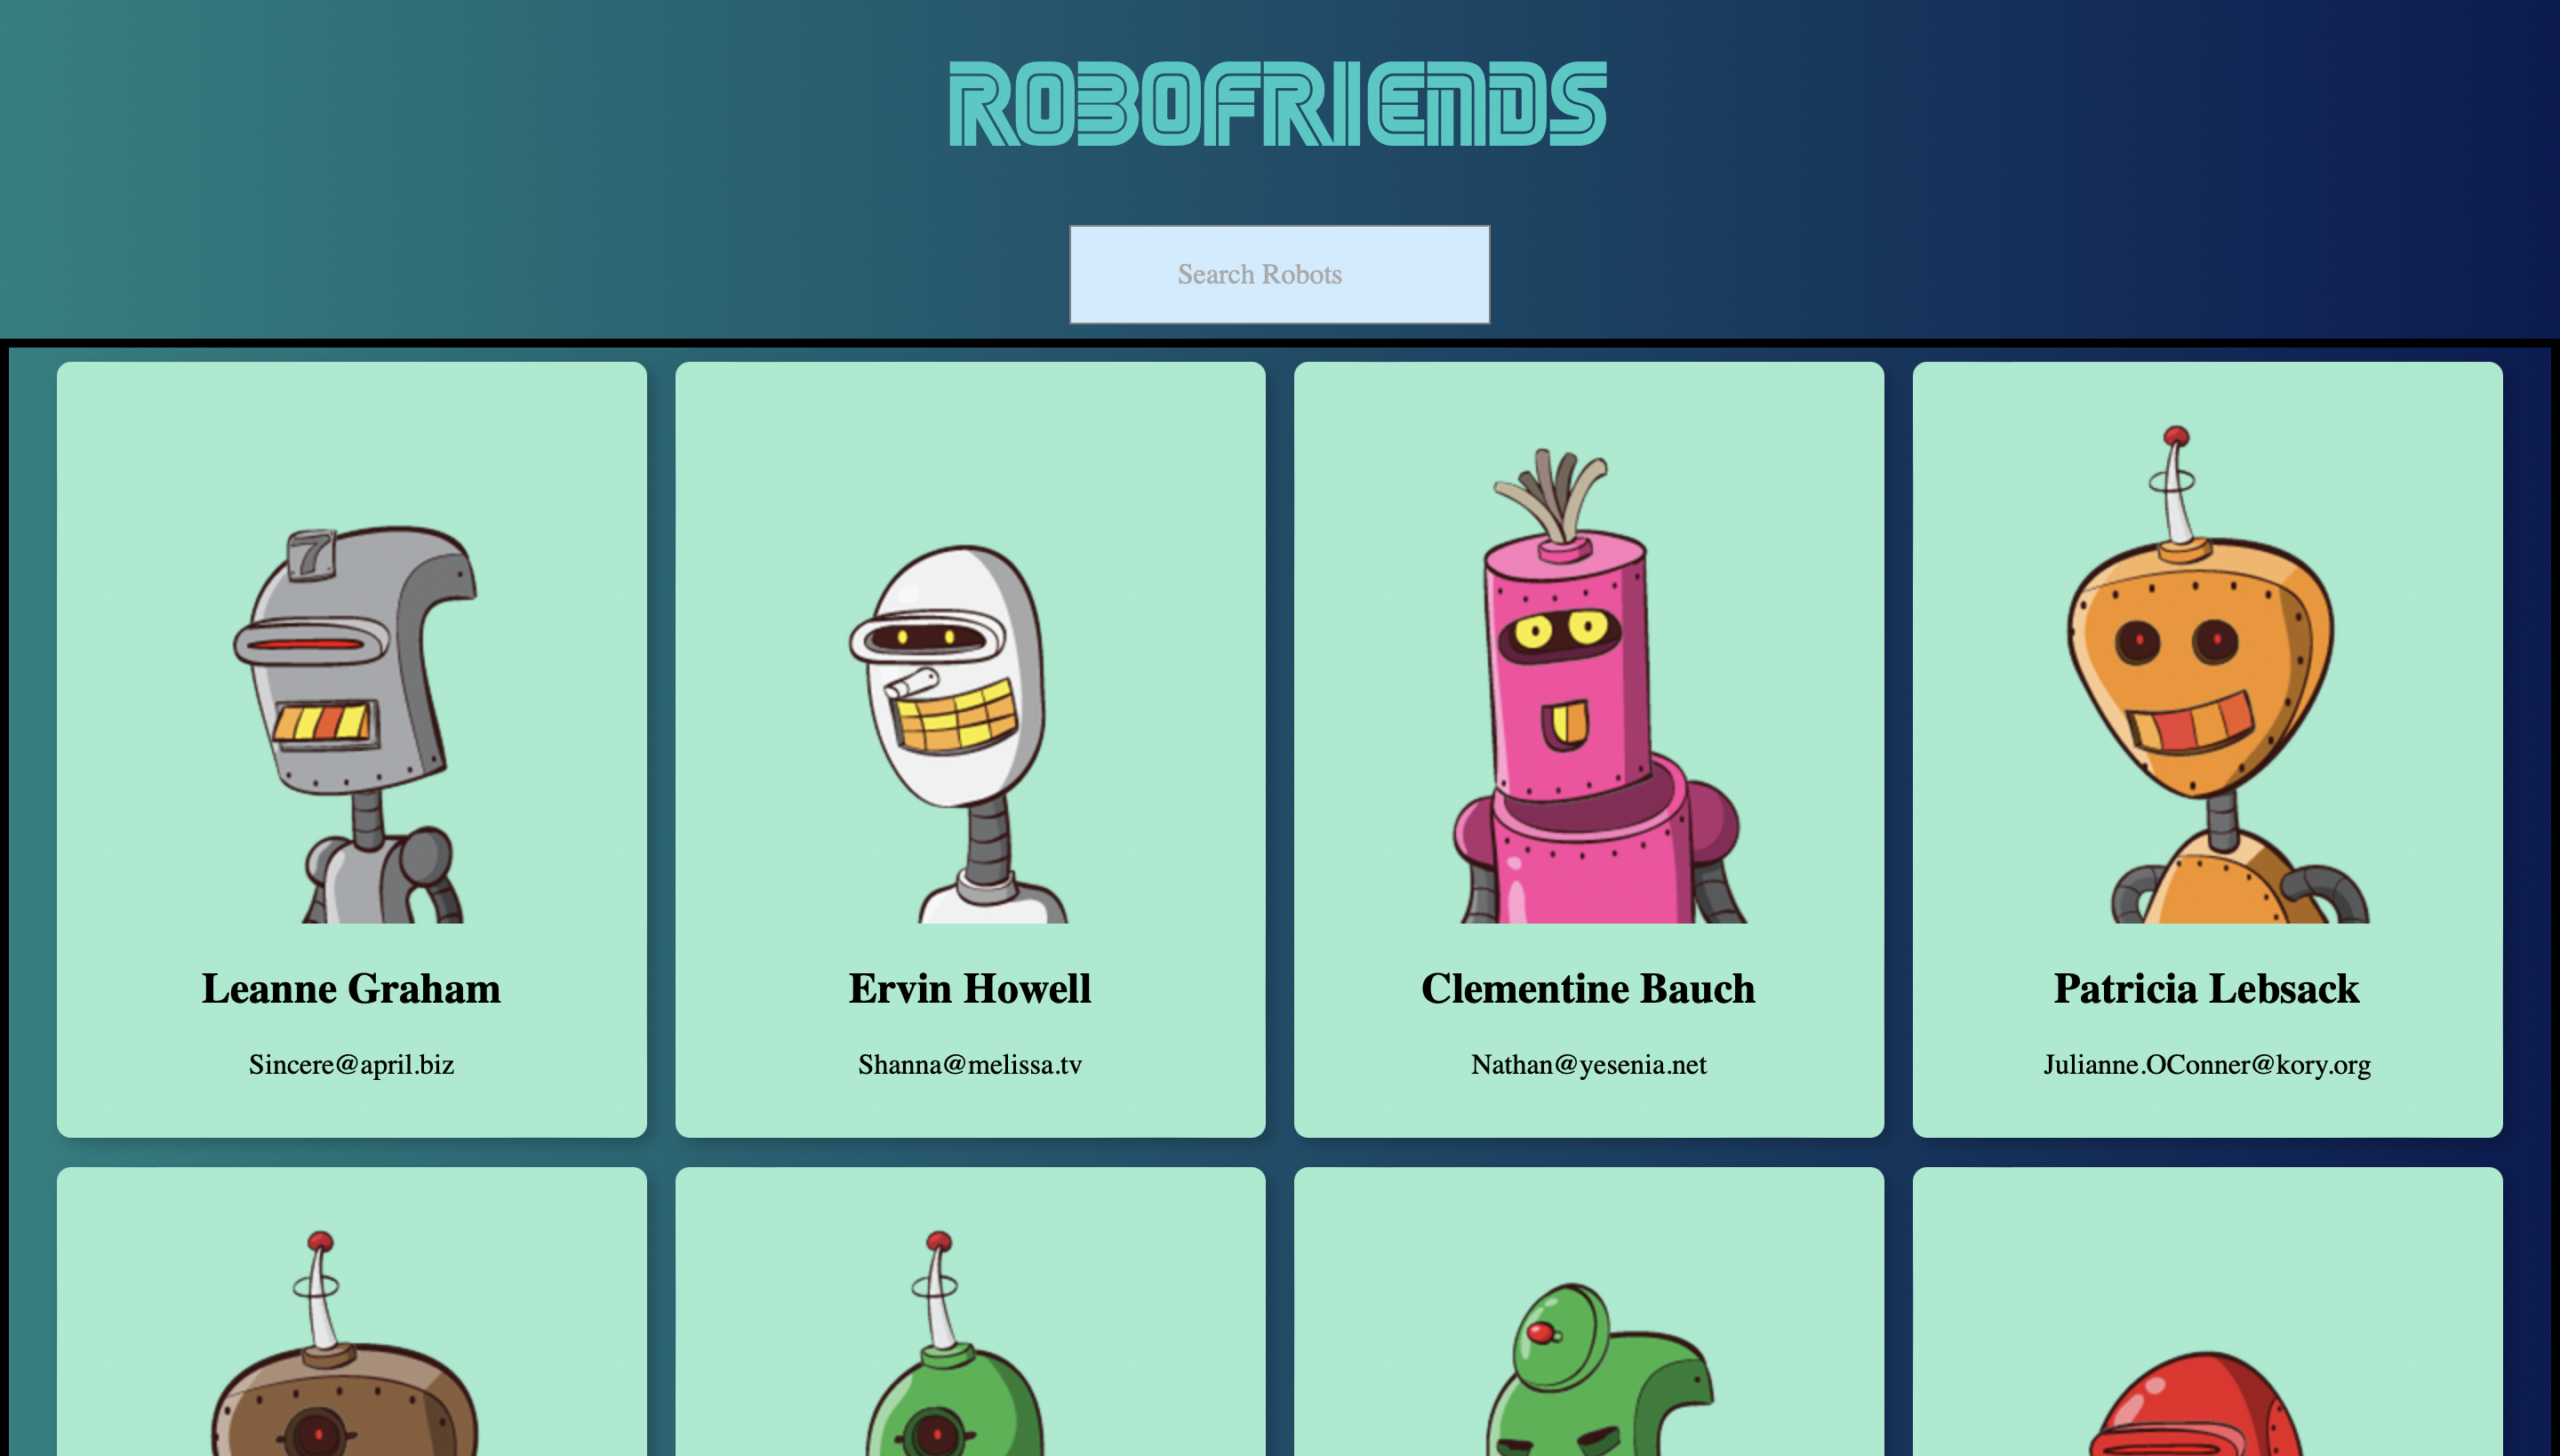 ROBOFRIENDS
Search Robots
7
Leanne Graham
Ervin Howell
Clementine Bauch
Patricia Lebsack
Sincere@april.biz
Shanna@melissa.tv
Nathan@yesenia.net
Julianne.OConner@kory.org